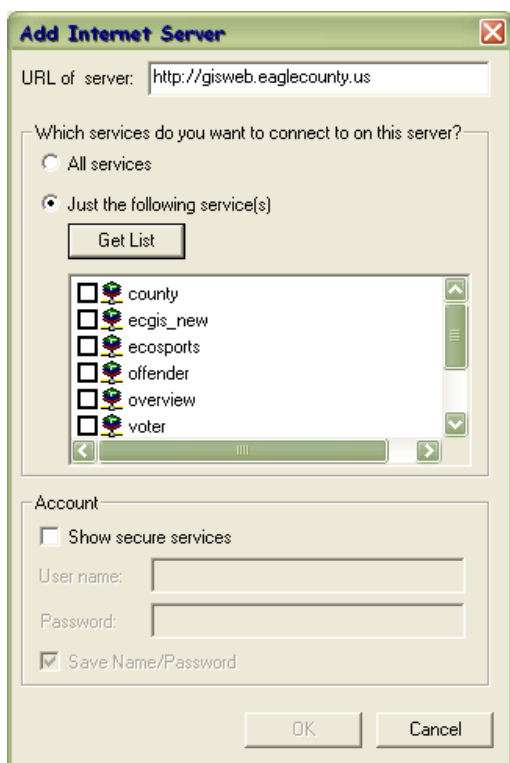 Add Internet Server
URL of server: http://gisweb.eaglecounty.us
Which services do you want to connect to on this server?
All services
Just the following service(s)
Get List
county
ecgis_new
ecosports
offender
overview
voter
Account
Show secure services
User name:
Password:
Save Name/Password
OK Cancel